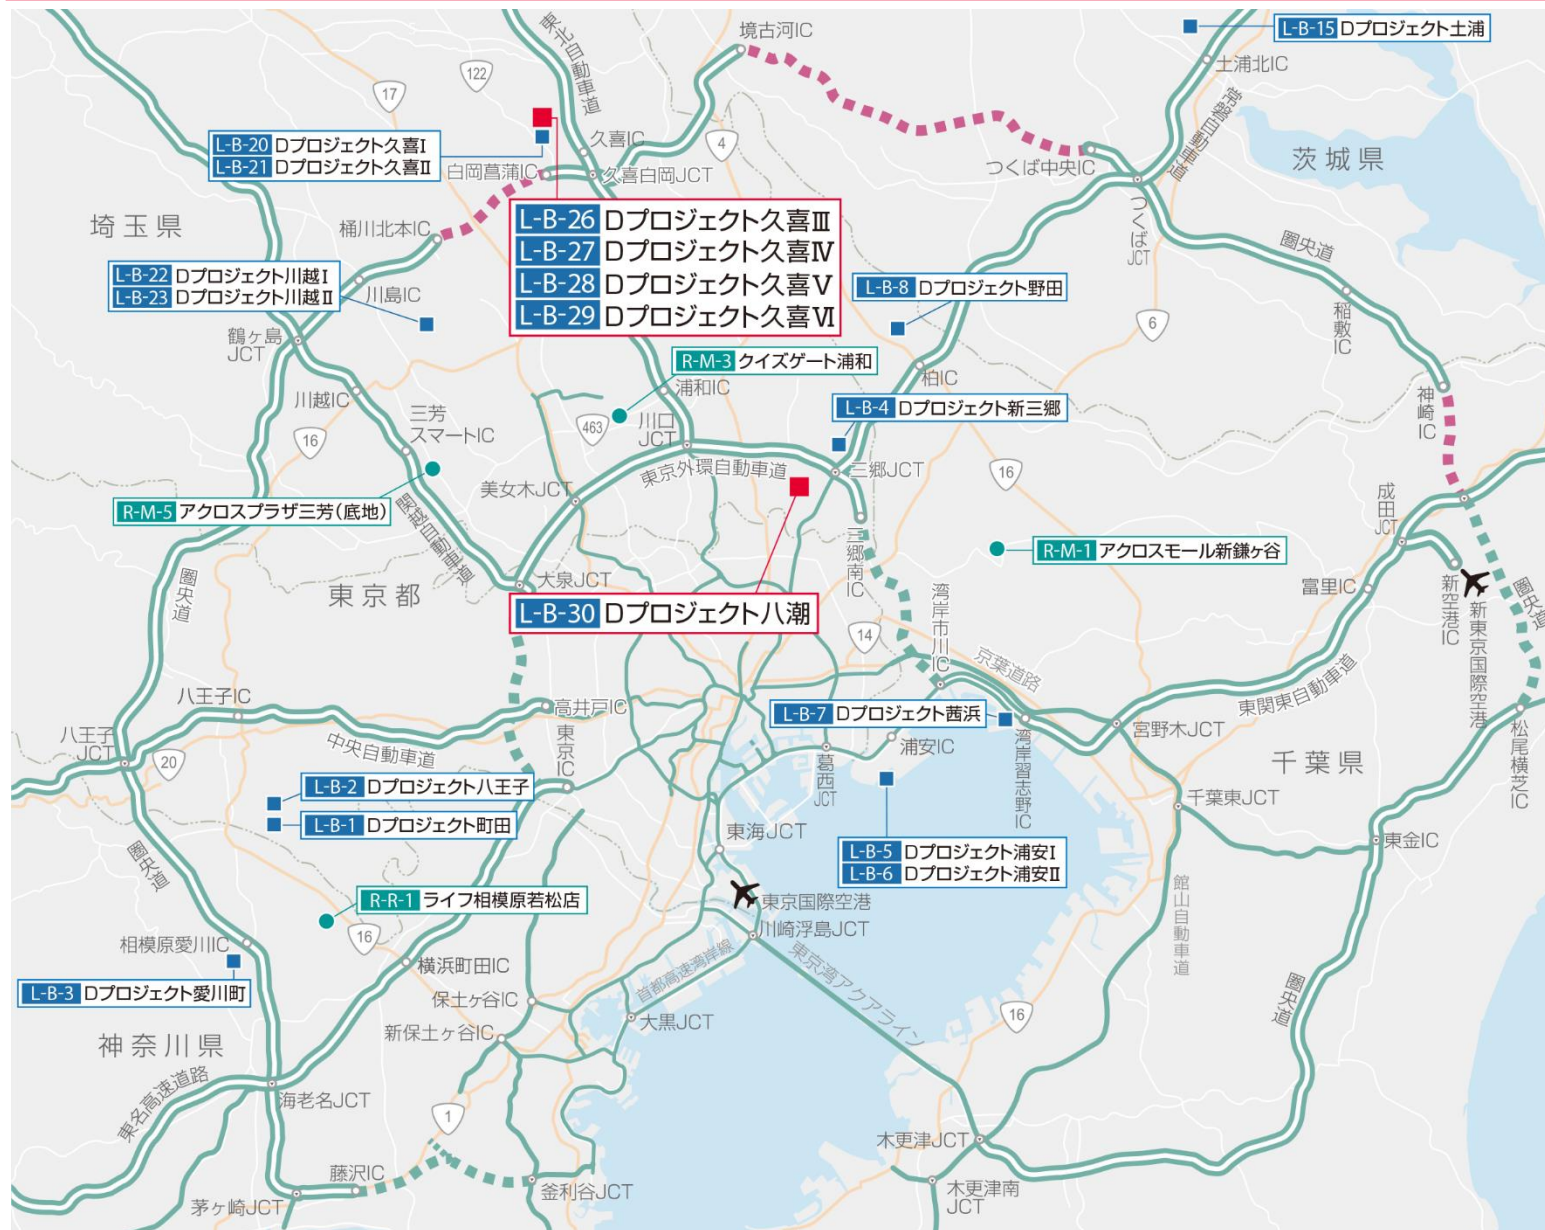 東北自動車道
境古河IC
L-B-15 Dプロジェクト土浦
土浦北IC
常磐自動車道
122
17
4
久喜IC
L-B-20 Dプロジェクト久喜Ⅰ
L-B-21 Dプロジェクト久喜Ⅱ
白岡菖蒲IC
久喜白岡JCT
つくば中央IC
茨城県
埼玉県
桶川北本IC
L-B-26 Dプロジェクト久喜Ⅲ
L-B-27 Dプロジェクト久喜Ⅳ
L-B-28 Dプロジェクト久喜Ⅴ
L-B-29 Dプロジェクト久喜Ⅵ
つくばJCT
圏央道
L-B-22 Dプロジェクト川越Ⅰ
L-B-23 Dプロジェクト川越Ⅱ
川島IC
L-B-8 Dプロジェクト野田
稲敷IC
6
鶴ヶ島
JCT
R-M-3 クイズゲート浦和
浦和IC
柏IC
川越IC
神崎IC
三芳
スマートIC
16
463
川口
JCT
L-B-4 Dプロジェクト新三郷
東京外環自動車道
三郷JCT
16
美女木JCT
成田
JCT
R-M-5 アクロスプラザ三芳(底地)
関越自動車道
三郷南IC
R-M-1 アクロスモール新鎌ヶ谷
圏央道
東京都
大泉JCT
富里IC
新空港IC
新東京国際空港
圏央道
L-B-30 Dプロジェクト八潮
14
湾岸市川IC
京葉道路
東関東自動車道
八王子IC
高井戸IC
L-B-7 Dプロジェクト茜浜
宮野木JCT
松尾横芝IC
八王子
JCT
20
中央自動車道
東京IC
浦安IC
葛西JCT
湾岸習志野IC
千葉県
L-B-2 Dプロジェクト八王子
L-B-1 Dプロジェクト町田
千葉東JCT
東海JCT
L-B-5 Dプロジェクト浦安Ⅰ
L-B-6 Dプロジェクト浦安Ⅱ
東金IC
圏央道
R-R-1 ライフ相模原若松店
東京国際空港
館山自動車道
相模原愛川IC
16
川崎浮島JCT
横浜町田IC
首都高速湾岸線
東京湾アクアライン
L-B-3 Dプロジェクト愛川町
保土ヶ谷IC
圏央道
大黒JCT
16
新保土ヶ谷IC
神奈川県
東名高速道路
海老名JCT
1
木更津JCT
藤沢IC
釜利谷JCT
木更津南
JCT
茅ヶ崎JCT